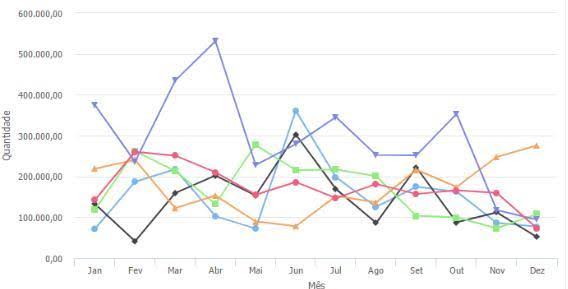 600.000,00
500.000,00
400.000,00
300.000,00
200.000,00
100.000,00
0,00
Quantidade
Jan Fev Mar Abr Mai Jun Jul Ago Set Out Nov Dez
Mês